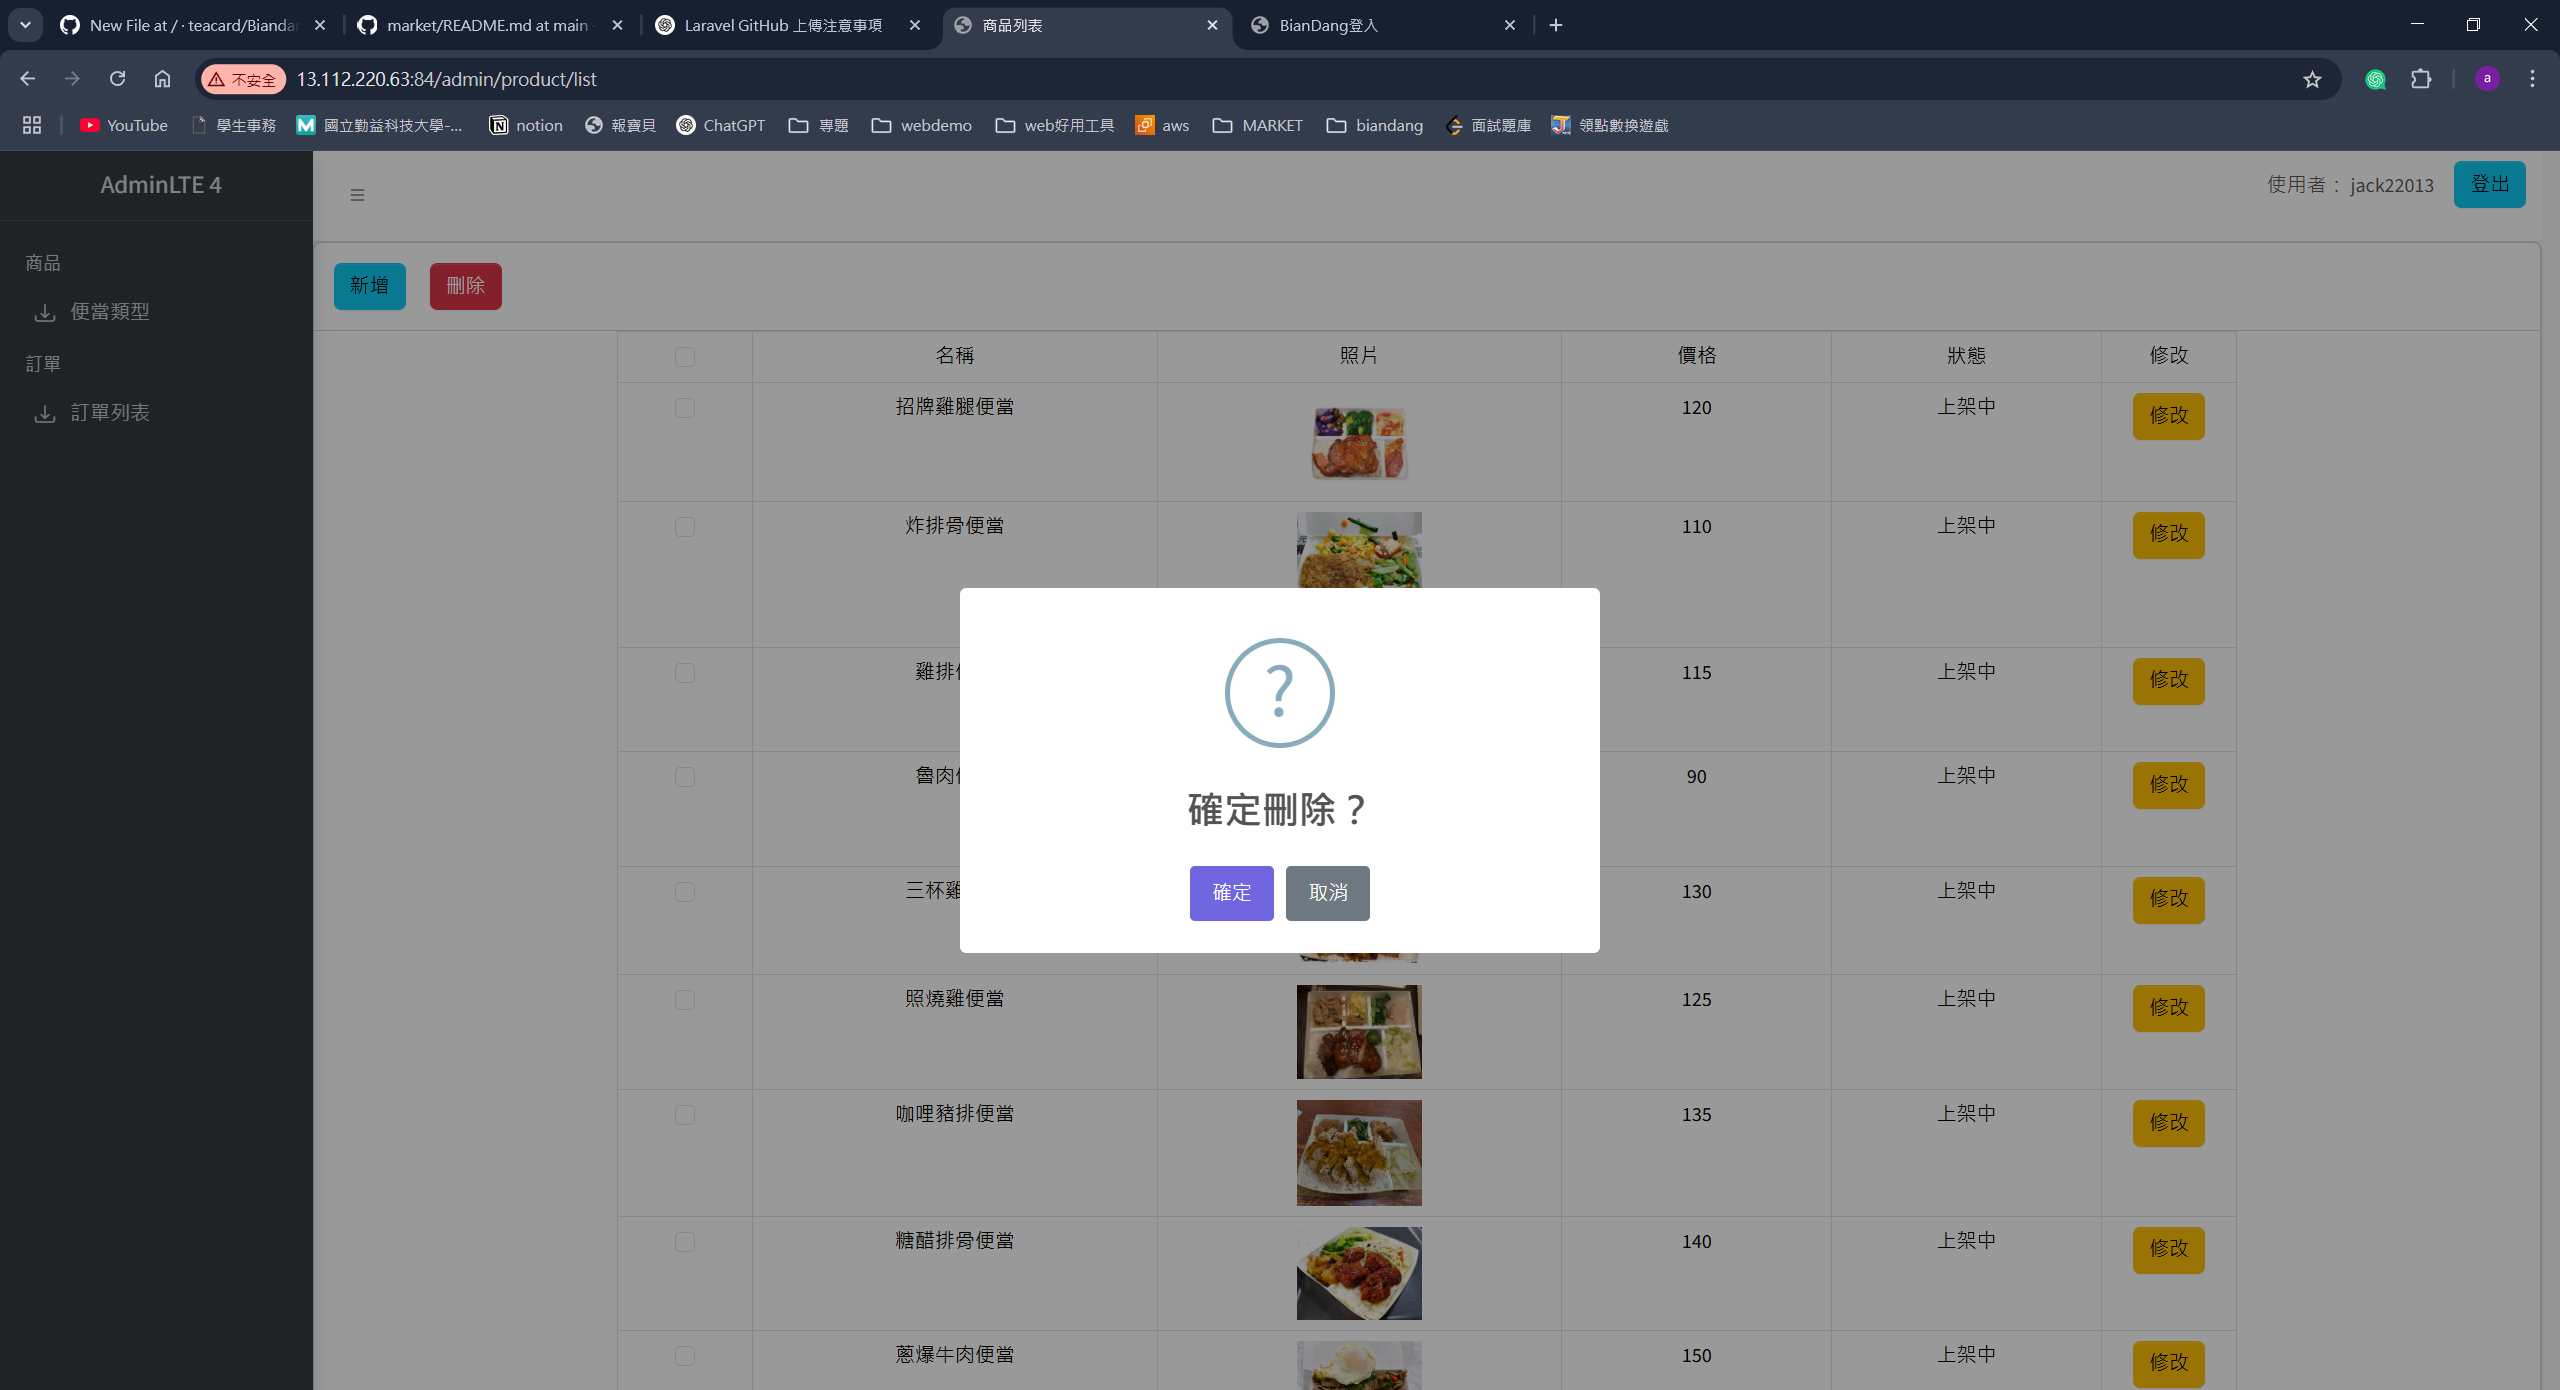 New File at / · teacard/Bianda
market/README.md at main
Laravel GitHub 上傳注意事項
商品列表
BianDang登入
不安全
13.112.220.63:84/admin/product/list
a
YouTube
學生事務
國立勤益科技大學-...
notion
報寶貝
ChatGPT
專題
webdemo
web好用工具
aws
MARKET
biandang
面試題庫
領點數換遊戲
AdminLTE 4
使用者： jack22013
登出
商品
便當類型
訂單
訂單列表
新增
刪除
名稱 照片 價格 狀態 修改
招牌雞腿便當 120 上架中 修改
炸排骨便當 110 上架中 修改
雞排 115 上架中 修改
魯肉 90 上架中 修改
三杯雞 130 上架中 修改
照燒雞便當 125 上架中 修改
咖哩豬排便當 135 上架中 修改
糖醋排骨便當 140 上架中 修改
蔥爆牛肉便當 150 上架中 修改
?
確定刪除？
確定
取消